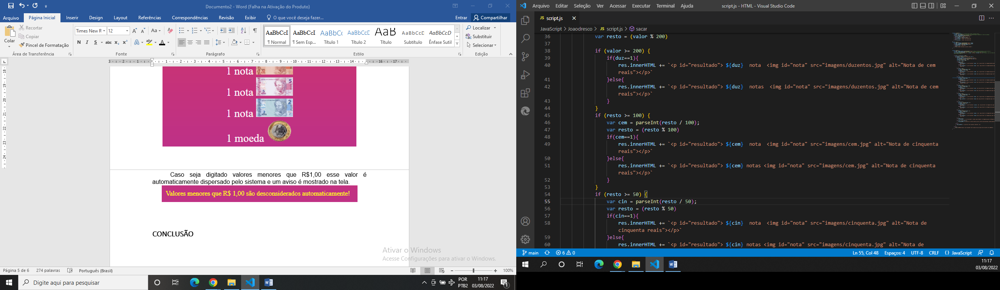 Documento2 - Word (Falha na Ativação do Produto)
Arquivo Página Inicial Inserir Design Layout Referências Correspondências Revisão Exibir O que você deseja fazer... Entrar Compartilhar
Colar
Recortar
Copiar
Pincel de Formatação
Área de Transferência
Times New R 12
N I S abc x₂ x²
Fonte
Parágrafo
AaBbCcI AaBbCcI AaBbCc AaBbCcC AaB AaBbCcC AaBbCcD
¶ Normal ¶ Sem Esp... Título 1 Título 2 Título Subtítulo Ênfase Sutil
Estilo
Localizar
Substituir
Selecionar
Edição
1 nota
1 nota
1 nota
1 moeda
Caso seja digitado valores menores que R$1,00 esse valor é
automaticamente dispersado pelo sistema e um aviso é mostrado na tela.
Valores menores que R$ 1,00 são desconsiderados automaticamente!
CONCLUSÃO
Ativar o Windows
Acesse Configurações para ativar o Windows.
Página 5 de 6 274 palavras Português (Brasil) 100%
Digite aqui para pesquisar
POR
PTB2
11:17
03/08/2022
1
Arquivo Editar Seleção Ver Acessar Executar Terminal Ajuda script.js - HTML - Visual Studio Code
JS script.js
JavaScript > Joaodresco > JS script.js > sacar
36 var resto = (valor % 200)
37
38 if (valor >= 200) {
39 if(duz==1){
40 res.innerHTML += `<p id="resultado"> ${duz}  nota  <img id="nota" src="imagens/duzentos.jpg" alt="Nota de cem
reais"></p>`
41 }else{
42 res.innerHTML += `<p id="resultado"> ${duz}  notas  <img id="nota" src="imagens/duzentos.jpg" alt="Nota de cem
reais"></p>`
43 }
44 }
45 if (resto >= 100) {
46 var cem = parseInt(resto / 100);
47 var resto = (resto % 100)
48 if(cem==1){
49 res.innerHTML += `<p id="resultado"> ${cem}  nota  <img id="nota" src="imagens/cem.jpg" alt="Nota de cinquenta
reais"></p>`
50 }else{
51 res.innerHTML += `<p id="resultado"> ${cem} notas <img id="nota" src="imagens/cem.jpg" alt="Nota de cinquenta
reais"></p>`
52 }
53 }
54 if (resto >= 50) {
55 var cin = parseInt(resto / 50);
56 var resto = (resto % 50)
57 if(cin==1){
58 res.innerHTML += `<p id="resultado"> ${cin}  nota  <img id="nota" src="imagens/cinquenta.jpg" alt="Nota de
cinquenta reais"></p>`
59 }else{
60 res.innerHTML += `<p id="resultado"> ${cin} notas <img id="nota" src="imagens/cinquenta.jpg" alt="Nota de
main 6 0 Ln 55, Col 48 Espaços: 4 UTF-8 CRLF {} JavaScript
11:17
03/08/2022